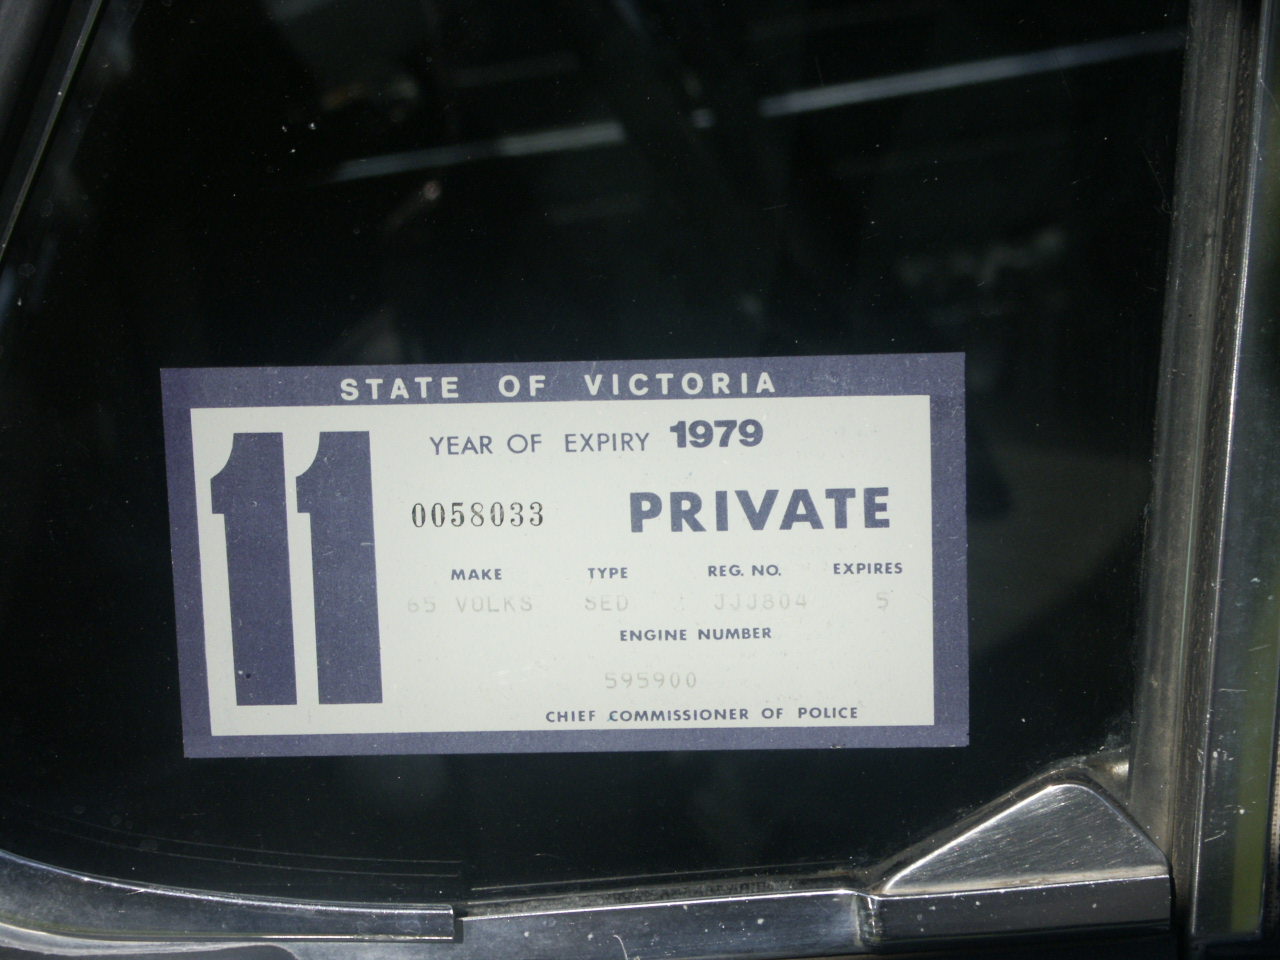 STATE OF VICTORIA
11
YEAR OF EXPIRY 1979
0058033 PRIVATE
MAKE TYPE REG. NO. EXPIRES
65 VOLKS SED JJJ804 5
ENGINE NUMBER
595900
CHIEF COMMISSIONER OF POLICE